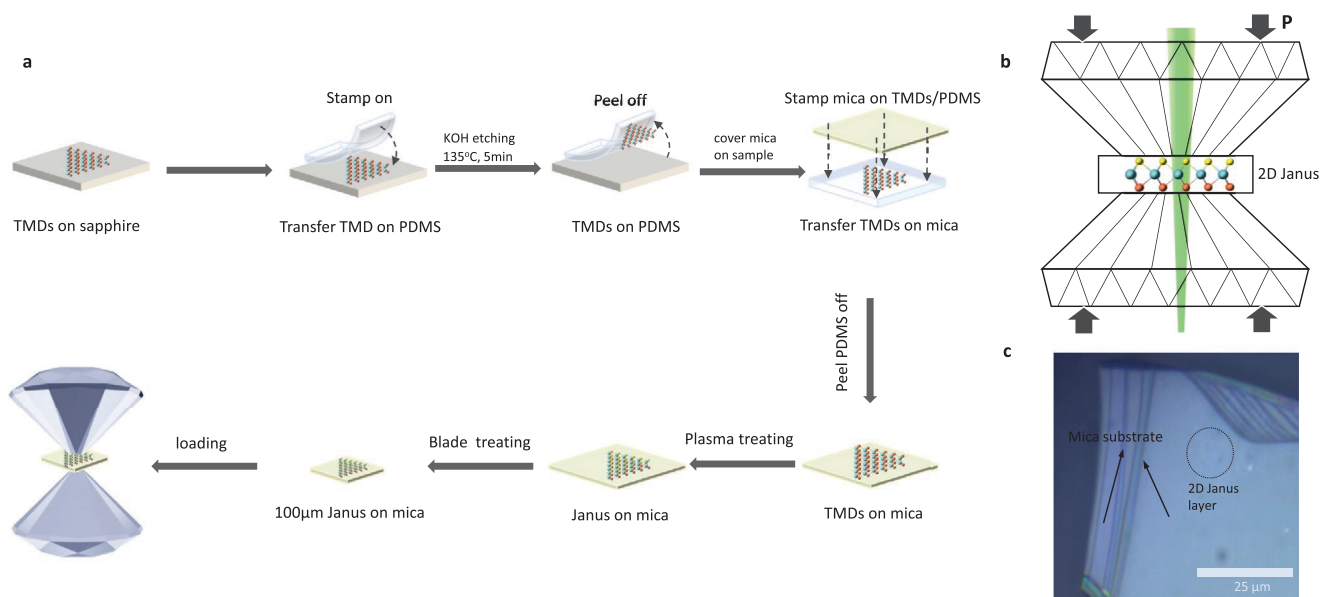 a
Stamp on
Peel off
Stamp mica on TMDs/PDMS
KOH etching
135°C, 5min
cover mica
on sample
TMDs on sapphire
Transfer TMD on PDMS
TMDs on PDMS
Transfer TMDs on mica
Peel PDMS off
loading
Blade treating
Plasma treating
100μm Janus on mica
Janus on mica
TMDs on mica
b
P
2D Janus
c
Mica substrate
2D Janus
layer
25 μm